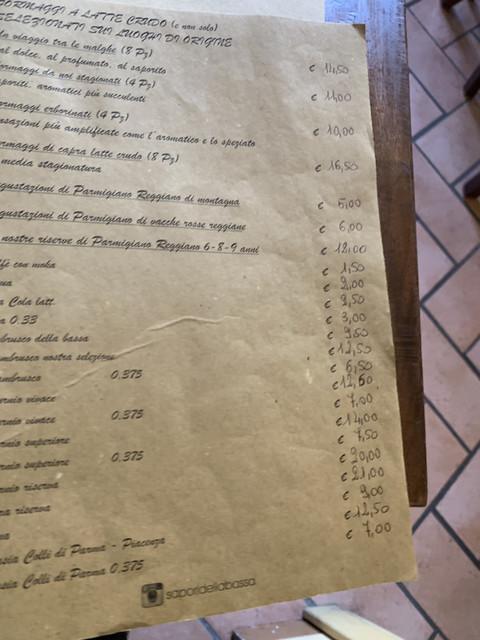 FORMAGGI A LATTE CRUDO (e non solo)
SELEZIONATI SUI LUOGHI DI ORIGINE
viaggio tra le malghe (8 Pz)
al dolce, al profumato, al saporito € 14,50
formaggi da noi stagionati (4 Pz)
saporiti, aromatici più succulenti € 11,00
formaggi erborinati (4 Pz)
più amplificate come l'aromatico e lo speziato € 10,00
formaggi di capra latte crudo (8 Pz)
media stagionatura € 16,50
degustazioni di Parmigiano Reggiano di montagna € 5,00
degustazioni di Parmigiano di vacche rosse reggiane € 6,00
nostre riserve di Parmigiano Reggiano 6-8-9 anni € 12,00
con moka € 1,50
€ 2,00
Cola latt. € 2,50
0.33 € 3,00
lambrusco della bassa € 9,50
lambrusco nostra selezione € 12,50
lambrusco 0.375 € 6,50
vivace € 12,50
vivace 0.375 € 7,00
superiore € 14,00
superiore 0.375 € 7,50
riserva € 20,00
riserva € 21,00
€ 9,00
Colli di Parma - Piacenza € 12,50
Colli di Parma 0.375 € 7,00
saporidellabassa